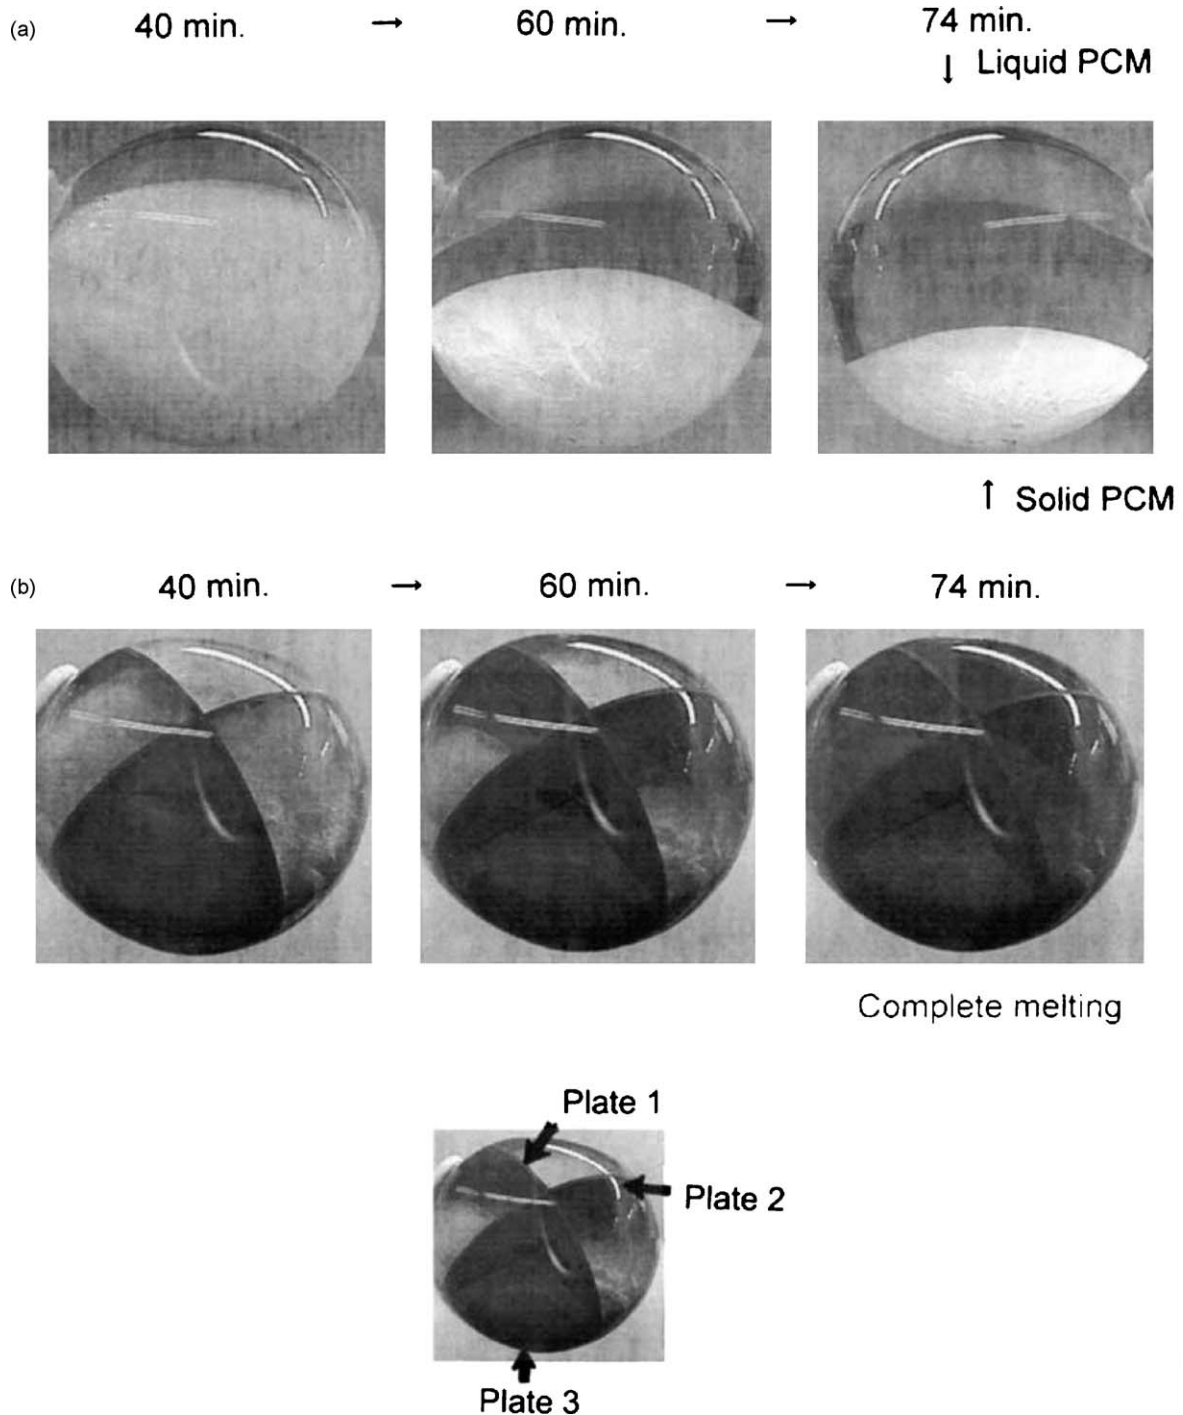 (a) 40 min. → 60 min. → 74 min.
↓ Liquid PCM
↑ Solid PCM
(b) 40 min. → 60 min. → 74 min.
Complete melting
Plate 1
Plate 2
Plate 3